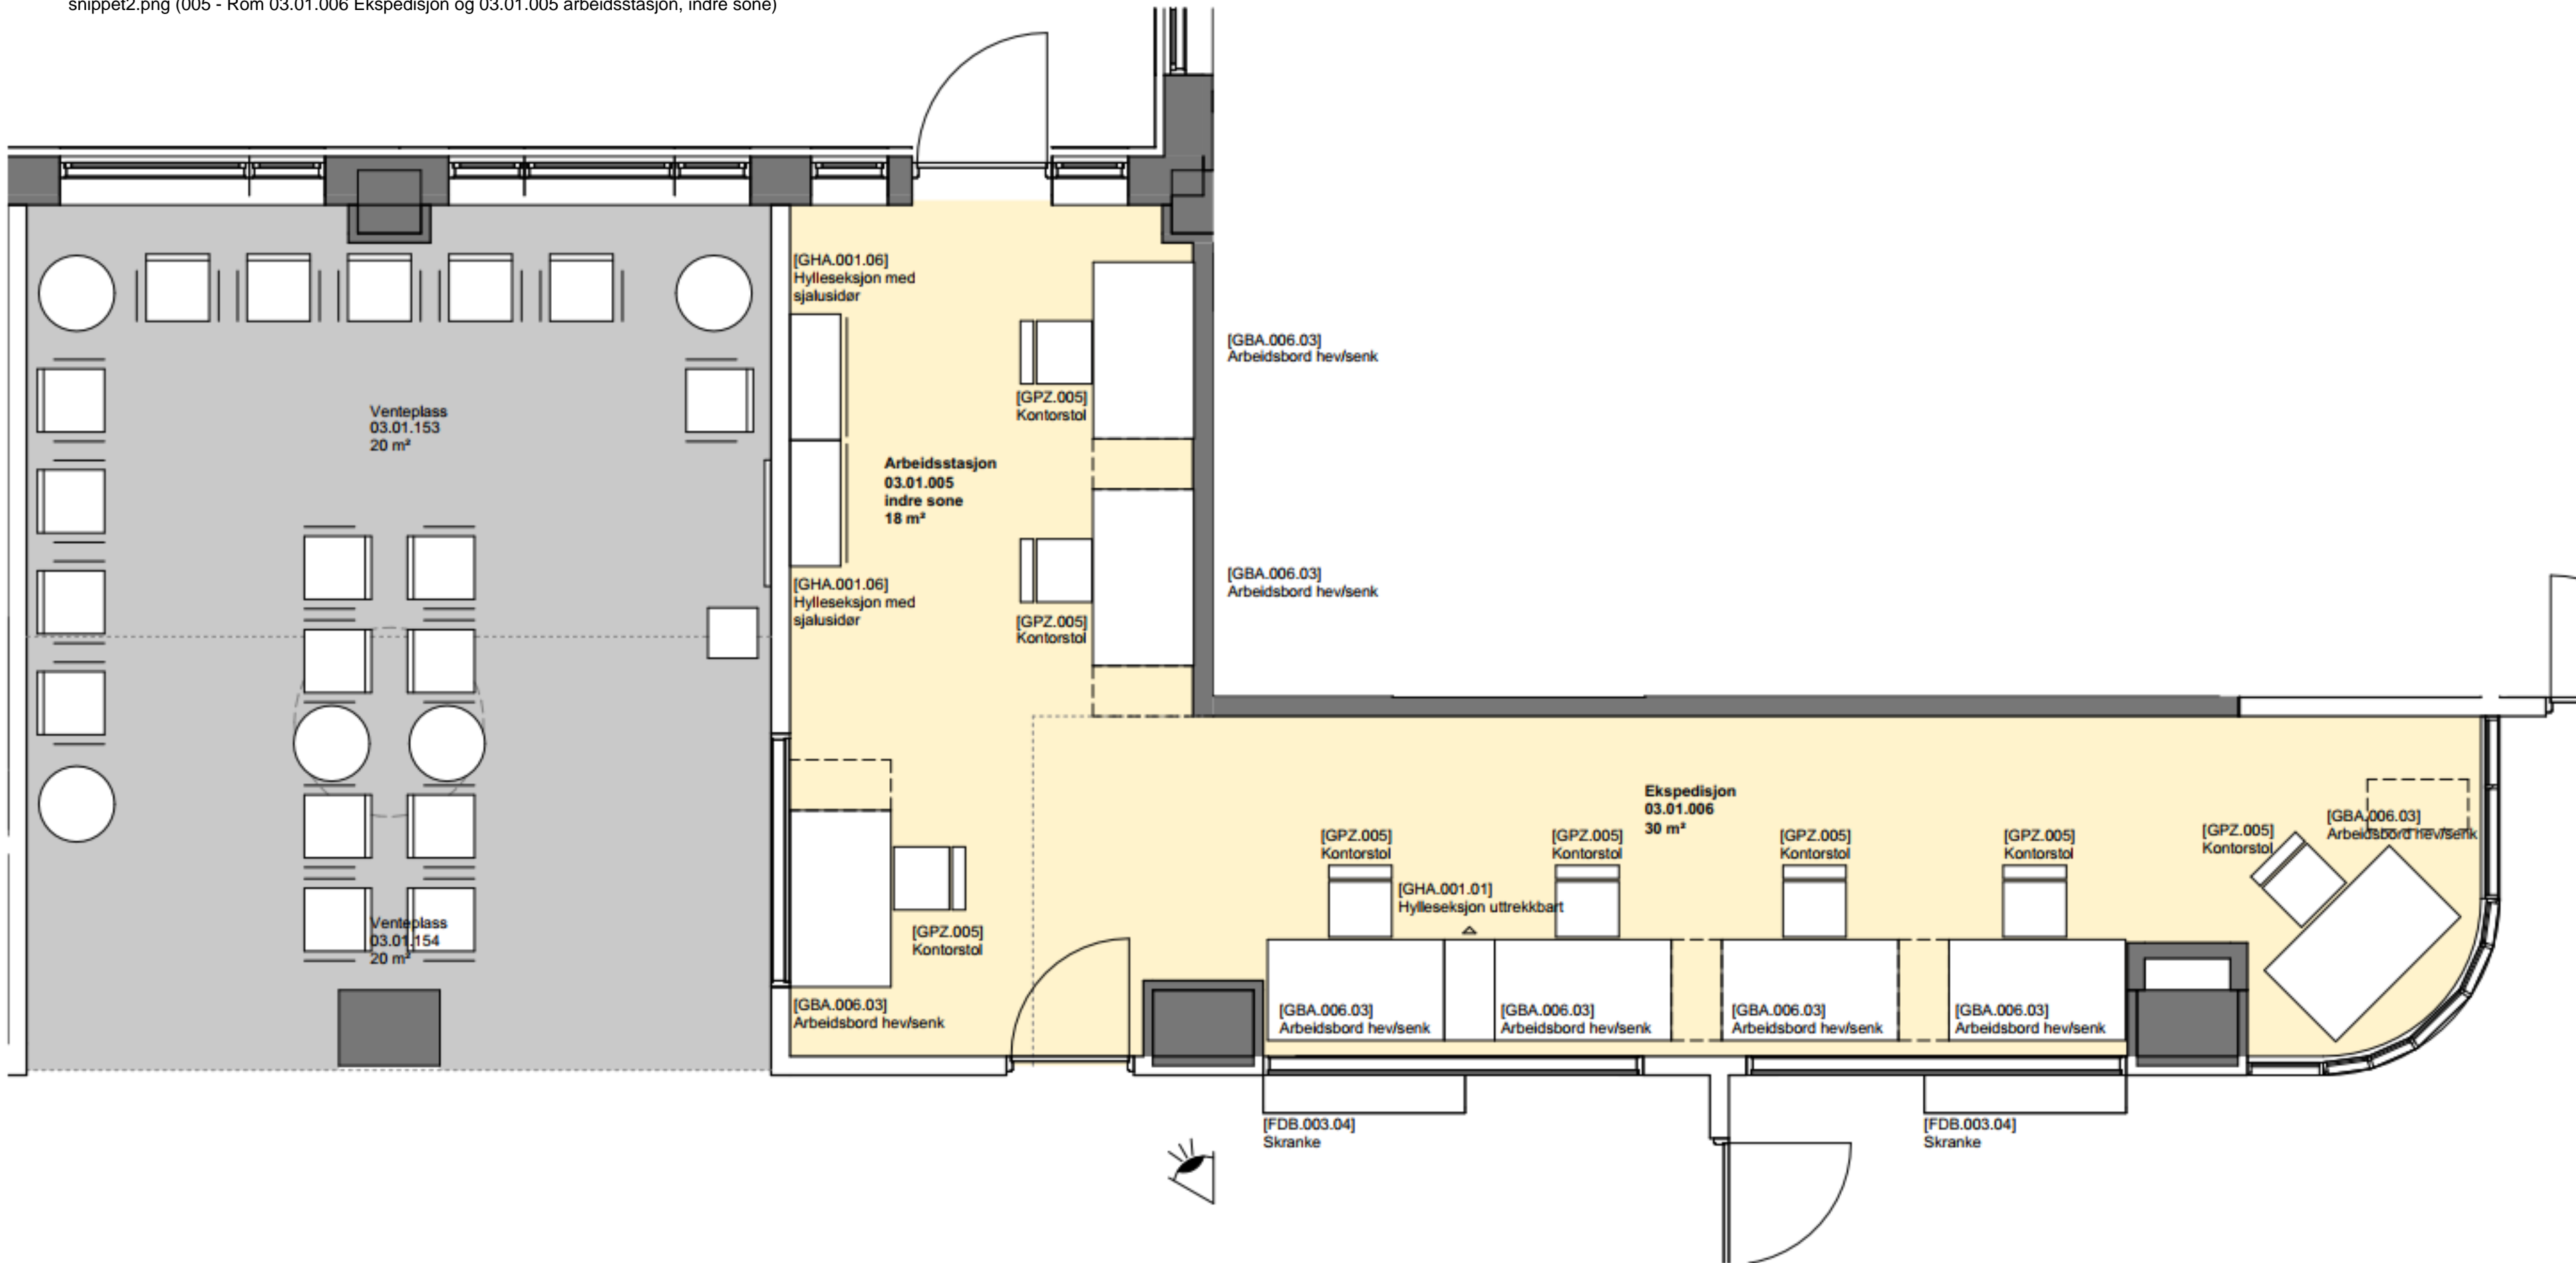 snippet2.png (005 - Rom 03.01.006 Ekspedisjon og 03.01.005 arbeidsstasjon, indre sone)
[GHA.001.06]
Hylleseksjon med
sjalusidør
[GBA.006.03]
Arbeidsbord hev/senk
[GPZ.005]
Kontorstol
Venteplass
03.01.153
20 m²
Arbeidsstasjon
03.01.005
indre sone
18 m²
[GBA.006.03]
Arbeidsbord hev/senk
[GHA.001.06]
Hylleseksjon med
sjalusidør
[GPZ.005]
Kontorstol
Ekspedisjon
03.01.006
30 m²
[GPZ.005]
Kontorstol
[GPZ.005]
Kontorstol
[GPZ.005]
Kontorstol
[GPZ.005]
Kontorstol
[GPZ.005]
Kontorstol
[GBA.006.03]
Arbeidsbord hev/senk
[GHA.001.01]
Hylleseksjon uttrekkbart
Venteplass
03.01.154
20 m²
[GPZ.005]
Kontorstol
[GBA.006.03]
Arbeidsbord hev/senk
[GBA.006.03]
Arbeidsbord hev/senk
[GBA.006.03]
Arbeidsbord hev/senk
[GBA.006.03]
Arbeidsbord hev/senk
[GBA.006.03]
Arbeidsbord hev/senk
[FDB.003.04]
Skranke
[FDB.003.04]
Skranke